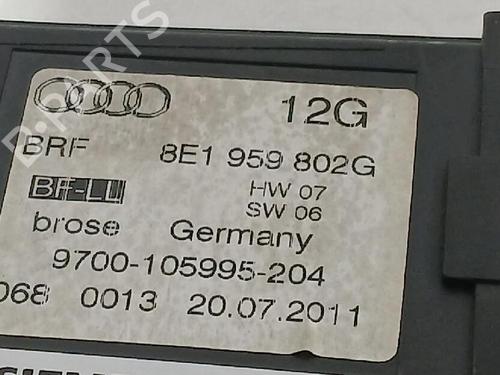 12G
BRF 8E1 959 802G
BF-LL HW 07
SW 06
brose Germany
9700-105995-204
068 0013 20.07.2011